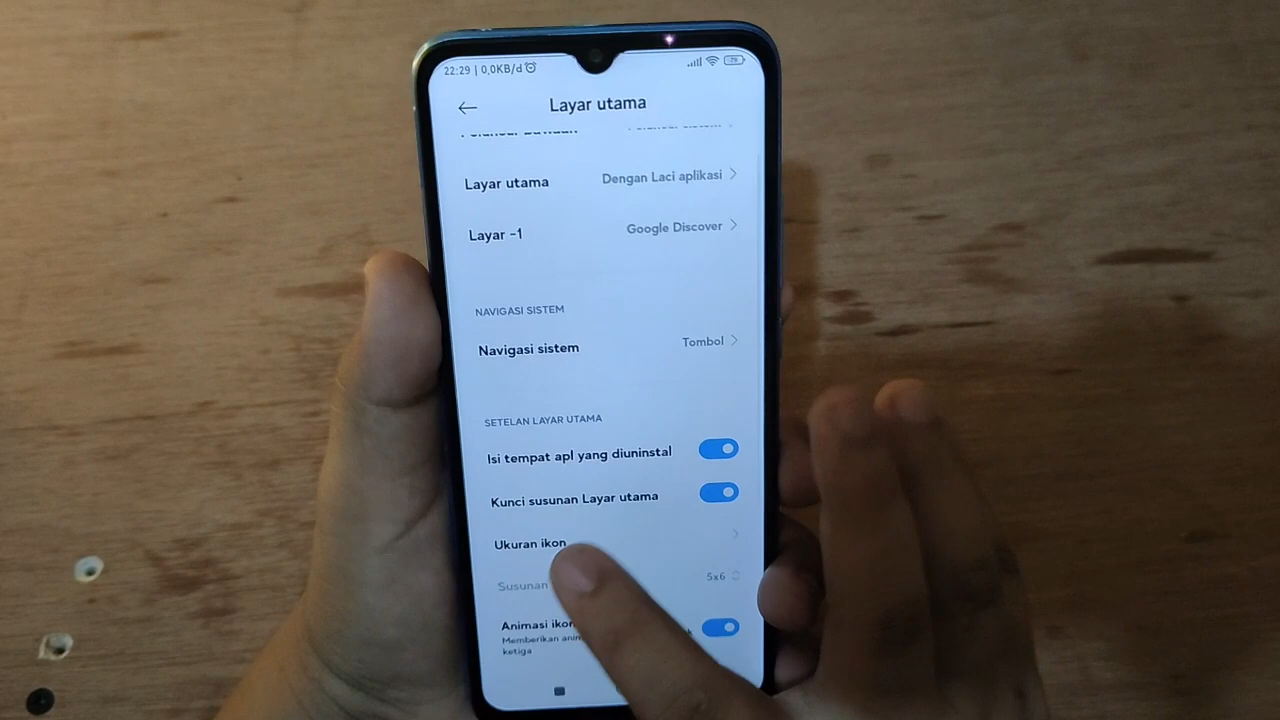 22:29 | 0,0KB/d
79
Layar utama
Layar utama Dengan Laci aplikasi
Layar -1 Google Discover
NAVIGASI SISTEM
Navigasi sistem Tombol
SETELAN LAYAR UTAMA
Isi tempat apl yang diuninstal
Kunci susunan Layar utama
Ukuran ikon
Susunan 5x6
Animasi ikon
Memberikan
ketiga